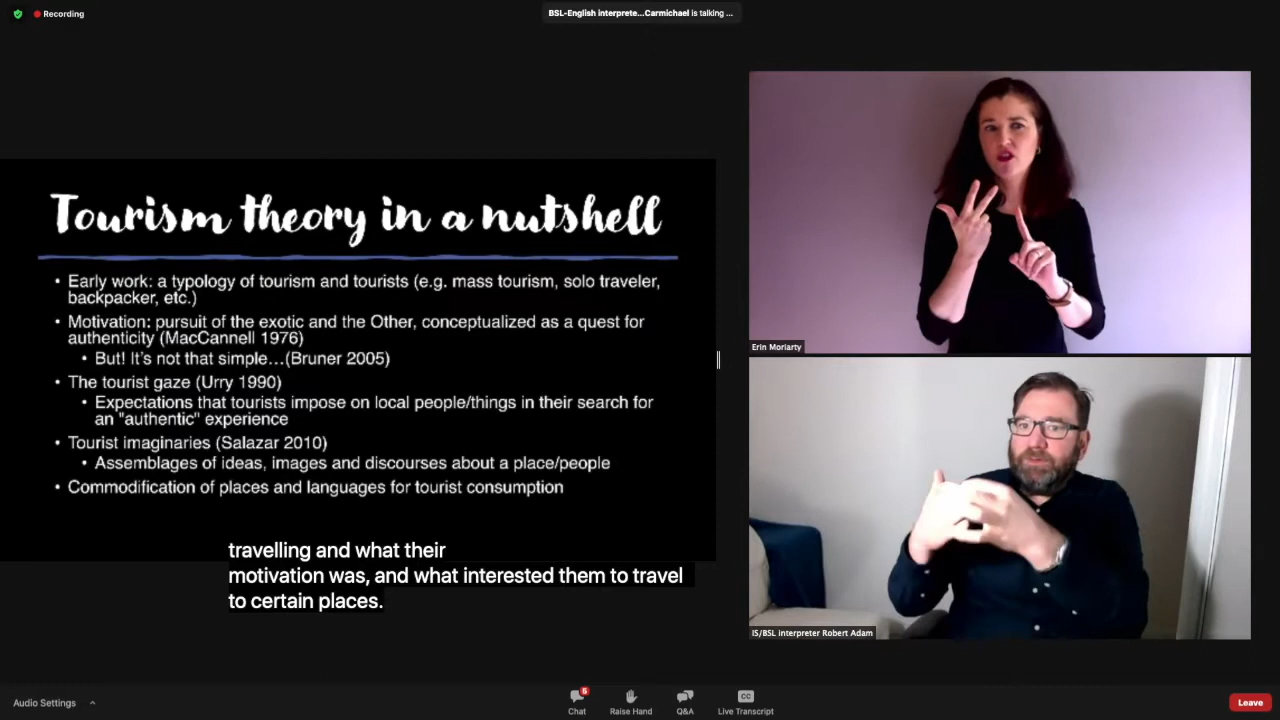 Recording
BSL-English interprete...Carmichael is talking ...
Tourism theory in a nutshell
• Early work: a typology of tourism and tourists (e.g. mass tourism, solo traveler,
backpacker, etc.)
• Motivation: pursuit of the exotic and the Other, conceptualized as a quest for
authenticity (MacCannell 1976)
• But! It's not that simple…(Bruner 2005)
• The tourist gaze (Urry 1990)
• Expectations that tourists impose on local people/things in their search for
an "authentic" experience
• Tourist imaginaries (Salazar 2010)
• Assemblages of ideas, images and discourses about a place/people
• Commodification of places and languages for tourist consumption
travelling and what their
motivation was, and what interested them to travel
to certain places.
Erin Moriarty
IS/BSL interpreter Robert Adam
Audio Settings
5
Chat
Raise Hand
Q&A
CC
Live Transcript
Leave